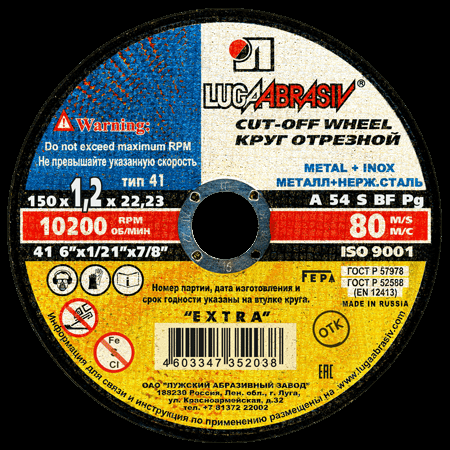 LUGAABRASIV®
CUT-OFF WHEEL
КРУГ ОТРЕЗНОЙ
Warning:
Do not exceed maximum RPM
Не превышайте указанную скорость
METAL + INOX
МЕТАЛЛ+НЕРЖ.СТАЛЬ
тип 41
150 x 1,2 x 22,23
A 54 S BF Pg
10200 RPM ОБ/МИН
80 M/S М/С
41 6"x1/21"x7/8"
ISO 9001
FEPA
ГОСТ Р 57978
ГОСТ Р 52588
(EN 12413)
MADE IN RUSSIA
Номер партии, дата изготовления и
срок годности указаны на втулке круга.
"EXTRA"
Fe
Cl
ОТК
4603347352038
EAC
ОАО "ЛУЖСКИЙ АБРАЗИВНЫЙ ЗАВОД"
188230 Россия, Лен. обл., г. Луга,
ул. Красноармейская, д.32
тел. +7 81372 22002
Информация для связи и инструкция по применению размещены на www.lugaabrasiv.com